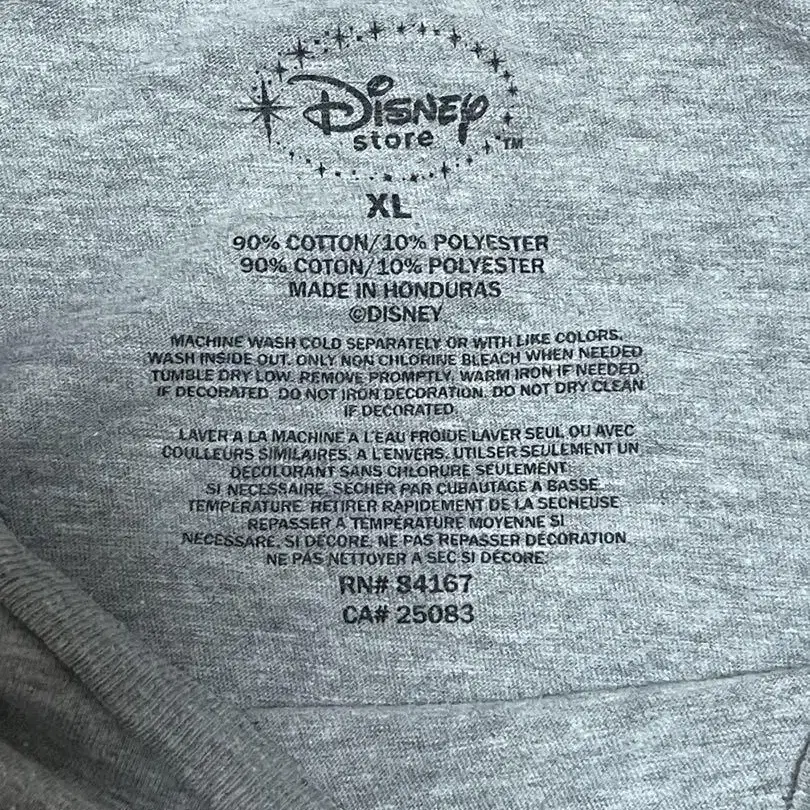 Disney
store ™
XL
90% COTTON/10% POLYESTER
90% COTON/10% POLYESTER
MADE IN HONDURAS
©DISNEY
MACHINE WASH COLD SEPARATELY OR WITH LIKE COLORS.
WASH INSIDE OUT. ONLY NON CHLORINE BLEACH WHEN NEEDED.
TUMBLE DRY LOW. REMOVE PROMPTLY. WARM IRON IF NEEDED.
IF DECORATED. DO NOT IRON DECORATION. DO NOT DRY CLEAN
IF DECORATED.
LAVER A LA MACHINE A L'EAU FROIDE LAVER SEUL OU AVEC
COULLEURS SIMILAIRES. A L'ENVERS. UTILSER SEULEMENT UN
DECOLORANT SANS CHLORURE SEULEMENT
SI NECESSAIRE. SECHER PAR CUBAUTAGE A BASSE
TEMPERATURE. RETIRER RAPIDEMENT DE LA SECHEUSE
REPASSER A TEMPERATURE MOYENNE SI
NECESSARE. SI DECORE. NE PAS REPASSER DECORATION.
NE PAS NETTOYER A SEC SI DECORE.
RN# 84167
CA# 25083